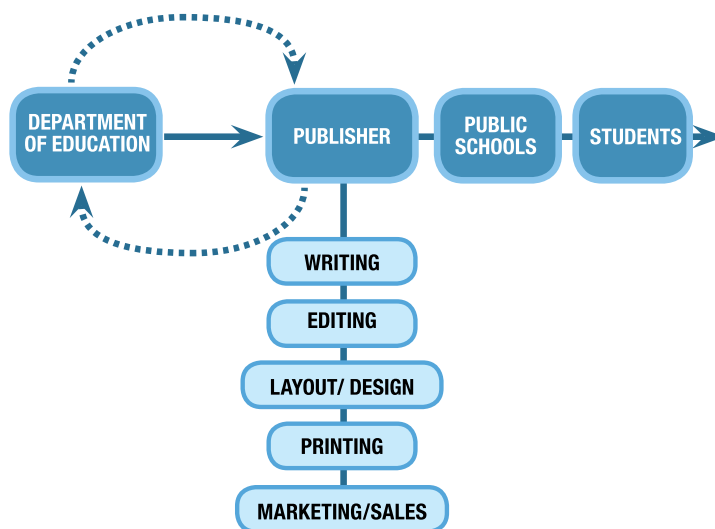 DEPARTMENT
OF EDUCATION
PUBLISHER
PUBLIC
SCHOOLS
STUDENTS
WRITING
EDITING
LAYOUT/ DESIGN
PRINTING
MARKETING/SALES